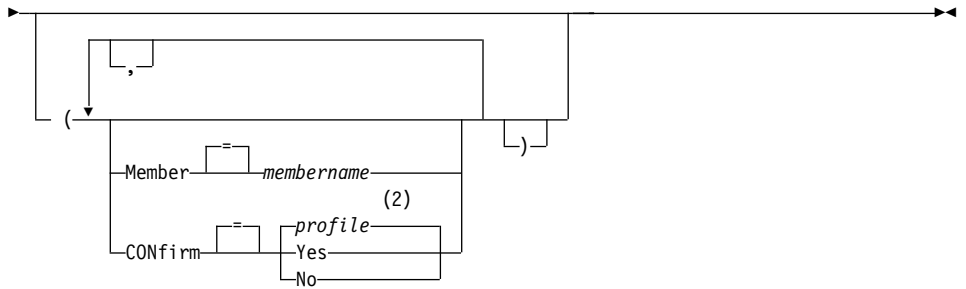 ,
(
)
=
Member membername
(2)
= profile
CONfirm Yes
No